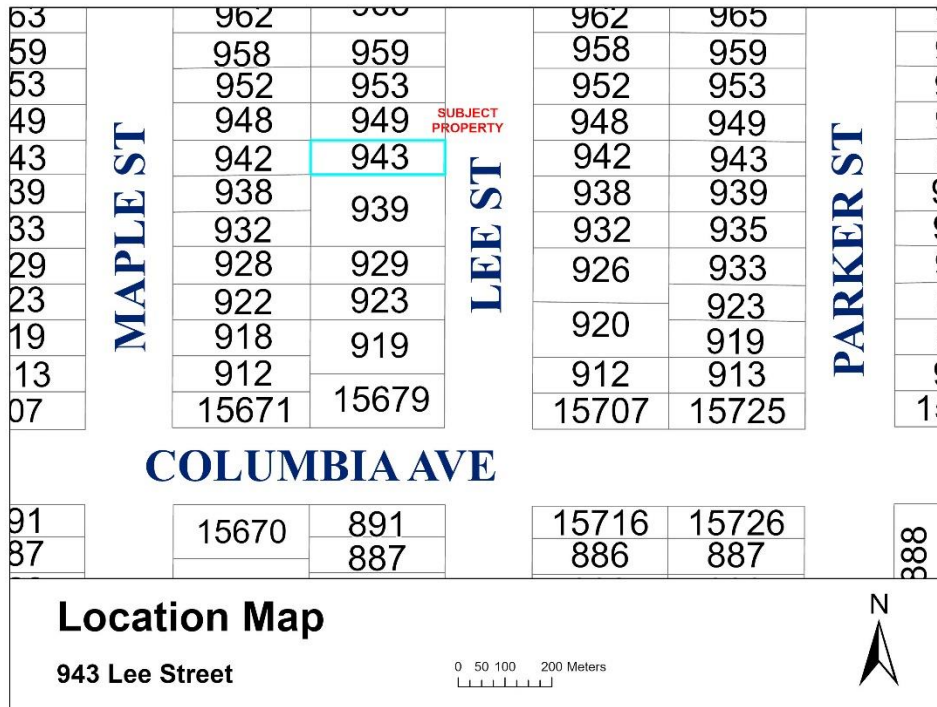 63 962 962 965
59 958 959 958 959
53 952 953 952 953
49 948 949 948 949
SUBJECT
PROPERTY
43 942 943 942 943
39 938 939 938 939
33 932 932 935
29 928 929 926 933
23 922 923 920 923
19 918 919 919
13 912 912 913
07 15671 15679 15707 15725
MAPLE ST
LEE ST
PARKER ST
COLUMBIA AVE
91 15670 891 15716 15726
87 887 886 887 888
Location Map
943 Lee Street
0 50 100 200 Meters
N